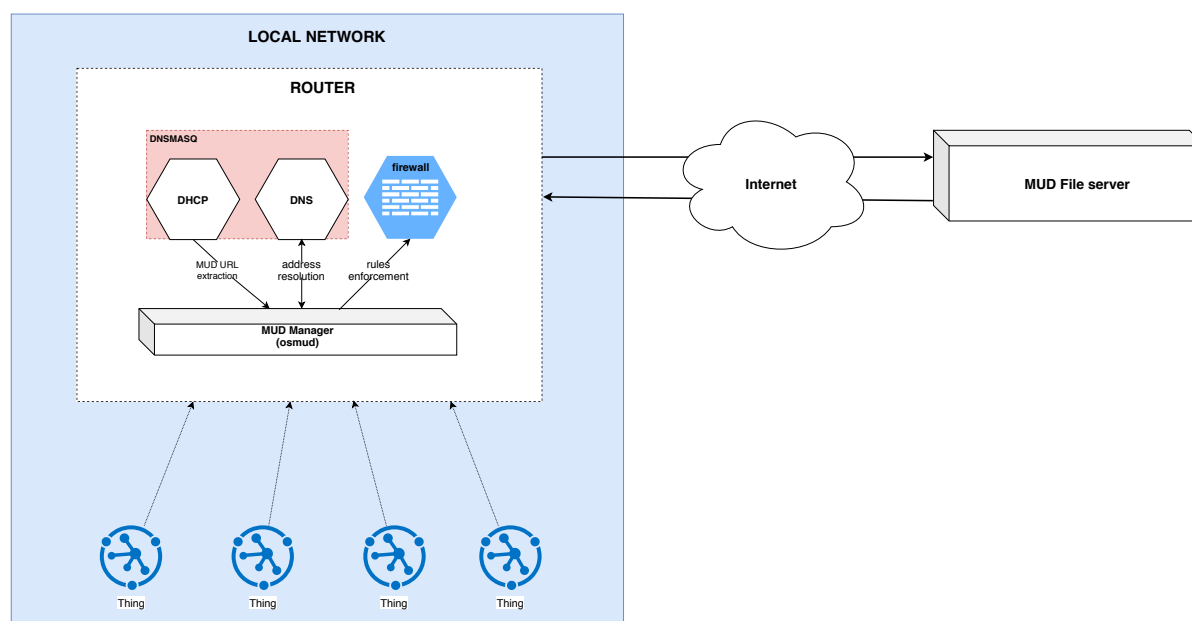 LOCAL NETWORK
ROUTER
DNSMASQ
DHCP
DNS
firewall
MUD URL
extraction
address
resolution
rules
enforcement
MUD Manager
(osmud)
Internet
MUD File server
Thing
Thing
Thing
Thing